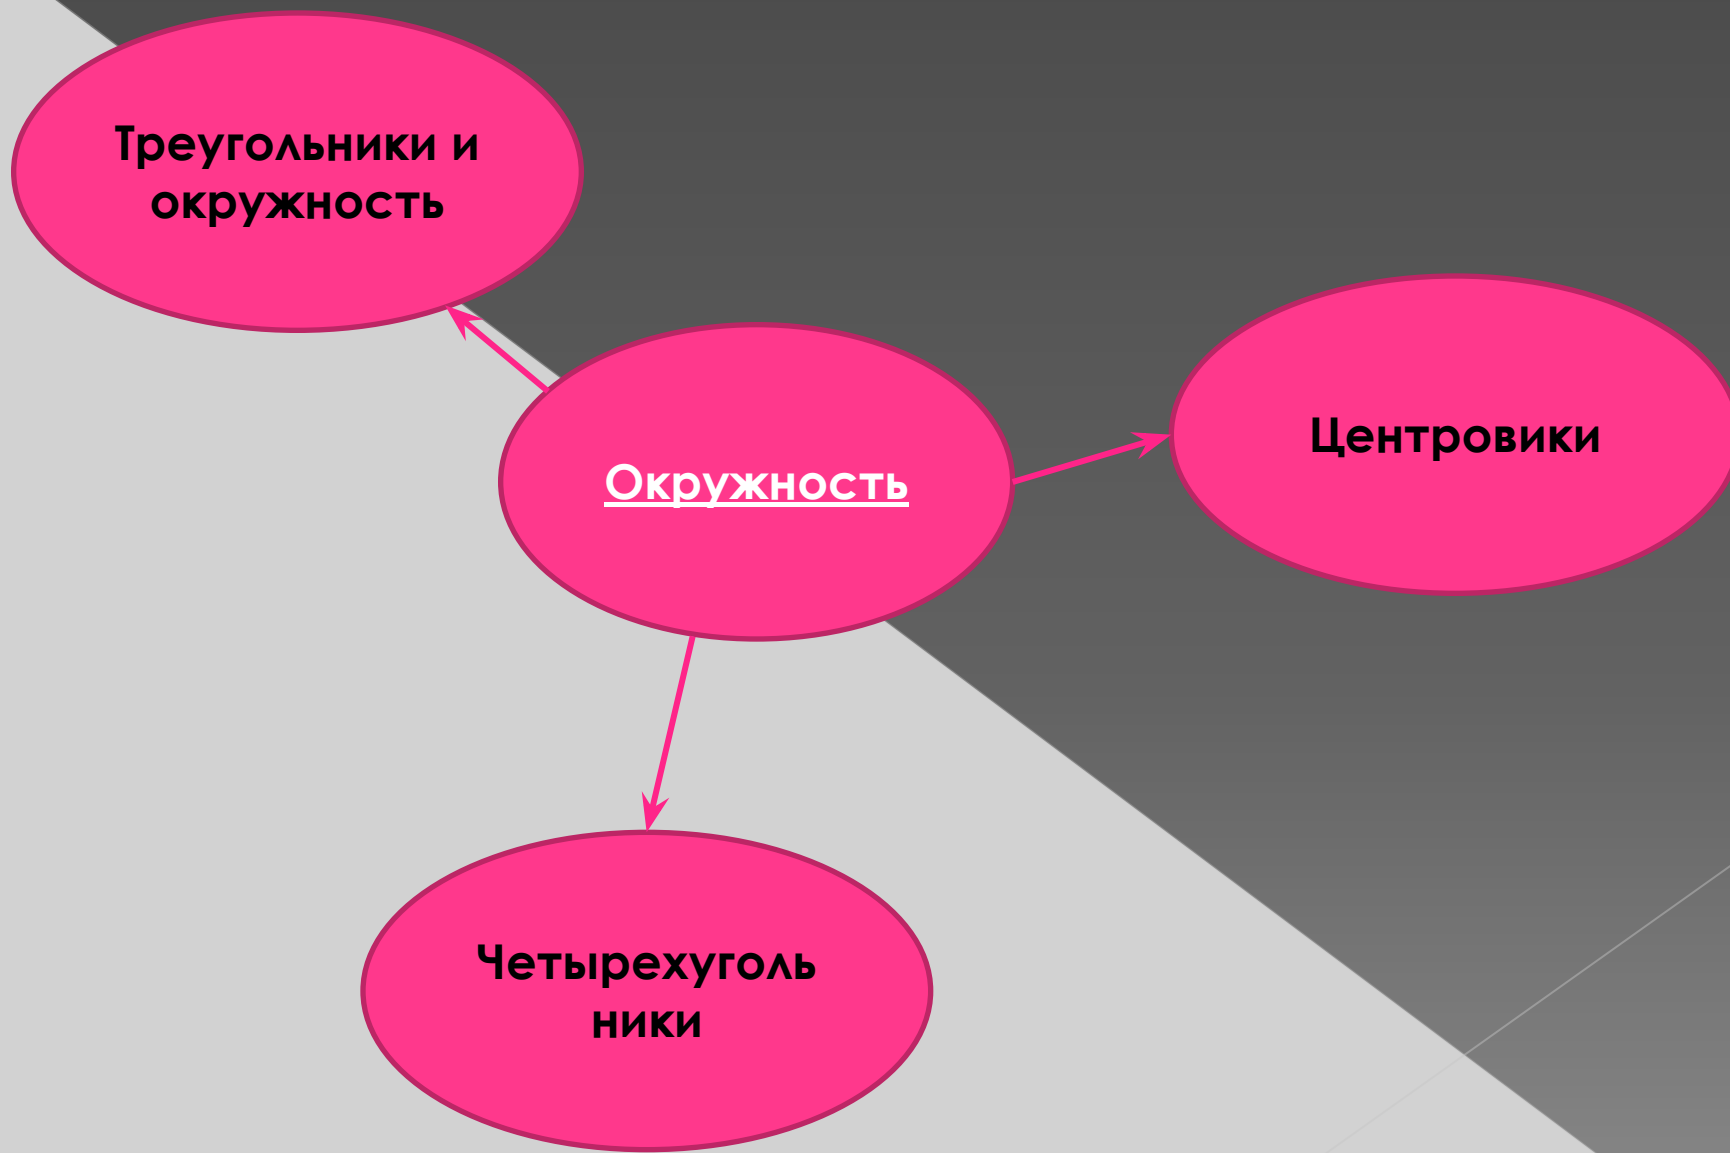 Треугольники и
окружность
Центровики
Окружность
Четырехуголь
ники